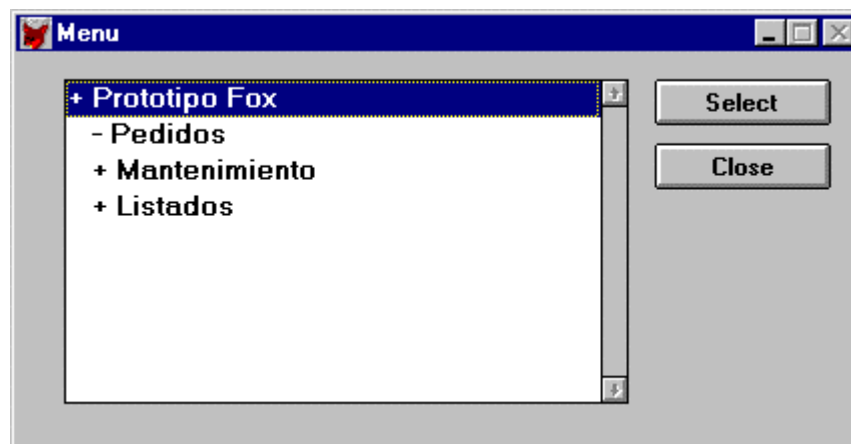 Menu
+ Prototipo Fox
- Pedidos
+ Mantenimiento
+ Listados
Select
Close